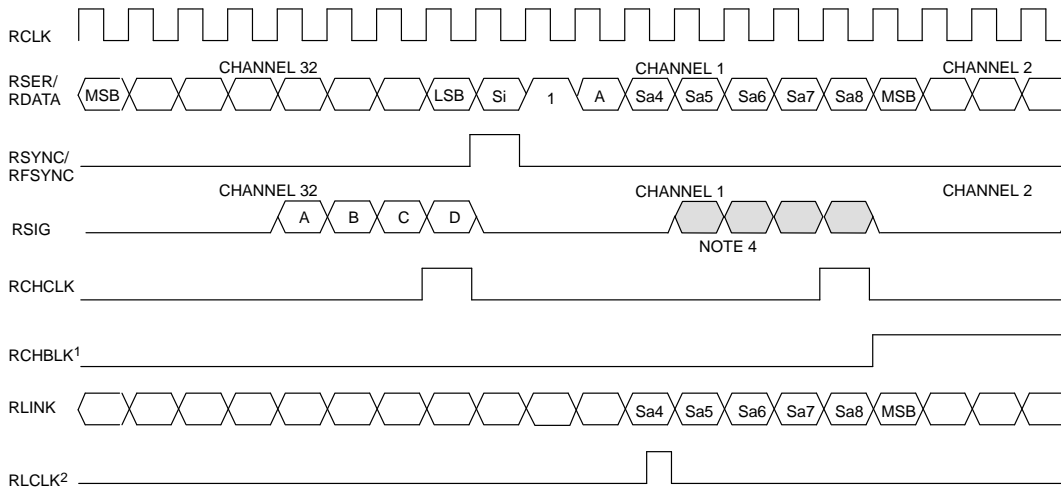 RCLK
CHANNEL 32 CHANNEL 1 CHANNEL 2
RSER/
RDATA
MSB LSB Si 1 A Sa4 Sa5 Sa6 Sa7 Sa8 MSB
RSYNC/
RFSYNC
CHANNEL 32 CHANNEL 1 CHANNEL 2
RSIG
A B C D
NOTE 4
RCHCLK
RCHBLK1
RLINK
Sa4 Sa5 Sa6 Sa7 Sa8 MSB
RLCLK2